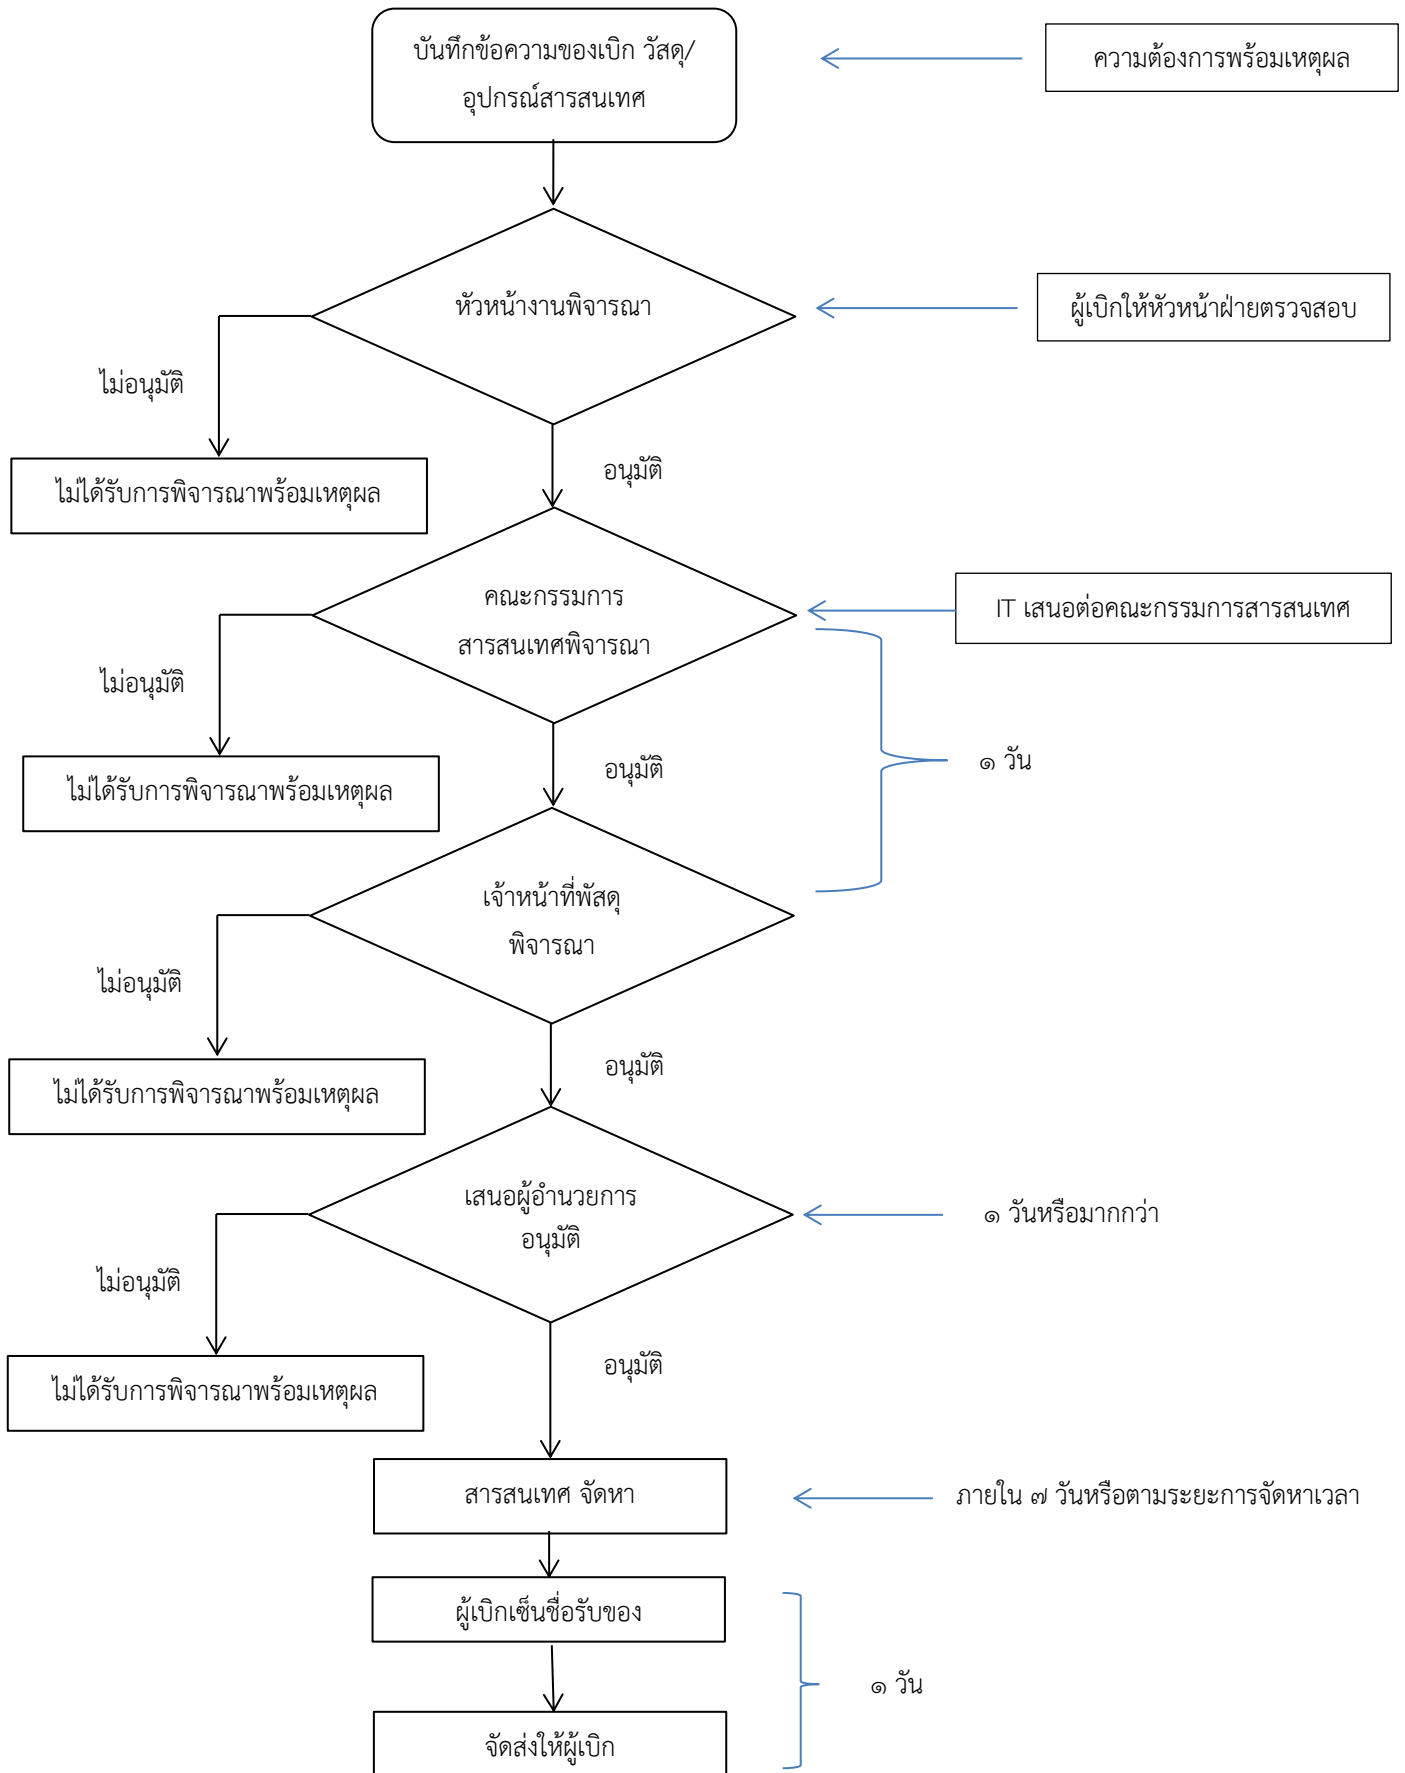 บันทึกข้อความของเบิก วัสดุ/
อุปกรณ์สารสนเทศ
ความต้องการพร้อมเหตุผล
หัวหน้างานพิจารณา
ผู้เบิกให้หัวหน้าฝ่ายตรวจสอบ
ไม่อนุมัติ
อนุมัติ
ไม่ได้รับการพิจารณาพร้อมเหตุผล
คณะกรรมการ
สารสนเทศพิจารณา
IT เสนอต่อคณะกรรมการสารสนเทศ
ไม่อนุมัติ
๑ วัน
อนุมัติ
ไม่ได้รับการพิจารณาพร้อมเหตุผล
เจ้าหน้าที่พัสดุ
พิจารณา
ไม่อนุมัติ
อนุมัติ
ไม่ได้รับการพิจารณาพร้อมเหตุผล
เสนอผู้อำนวยการ
อนุมัติ
๑ วันหรือมากกว่า
ไม่อนุมัติ
อนุมัติ
ไม่ได้รับการพิจารณาพร้อมเหตุผล
สารสนเทศ จัดหา
ภายใน ๗ วันหรือตามระยะการจัดหาเวลา
ผู้เบิกเซ็นชื่อรับของ
๑ วัน
จัดส่งให้ผู้เบิก